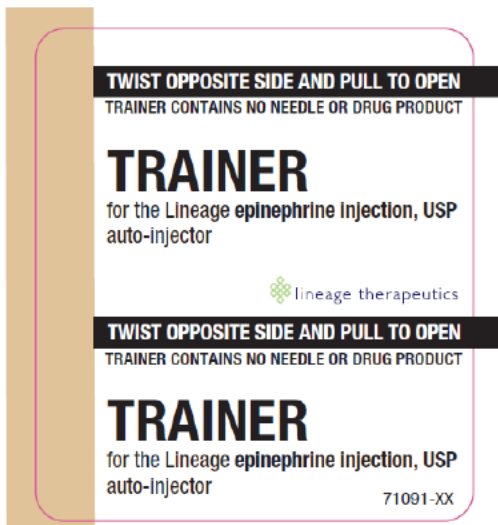 TWIST OPPOSITE SIDE AND PULL TO OPEN
TRAINER CONTAINS NO NEEDLE OR DRUG PRODUCT
TRAINER
for the Lineage epinephrine injection, USP
auto-injector
lineage therapeutics
TWIST OPPOSITE SIDE AND PULL TO OPEN
TRAINER CONTAINS NO NEEDLE OR DRUG PRODUCT
TRAINER
for the Lineage epinephrine injection, USP
auto-injector
71091-XX